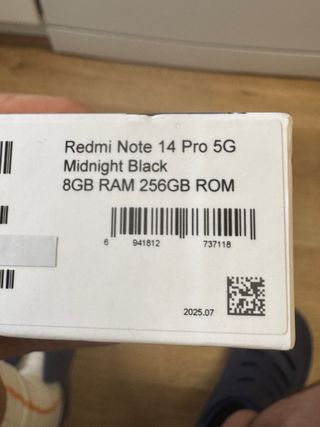 Redmi Note 14 Pro 5G
Midnight Black
8GB RAM 256GB ROM
6 941812 737118
2025.07